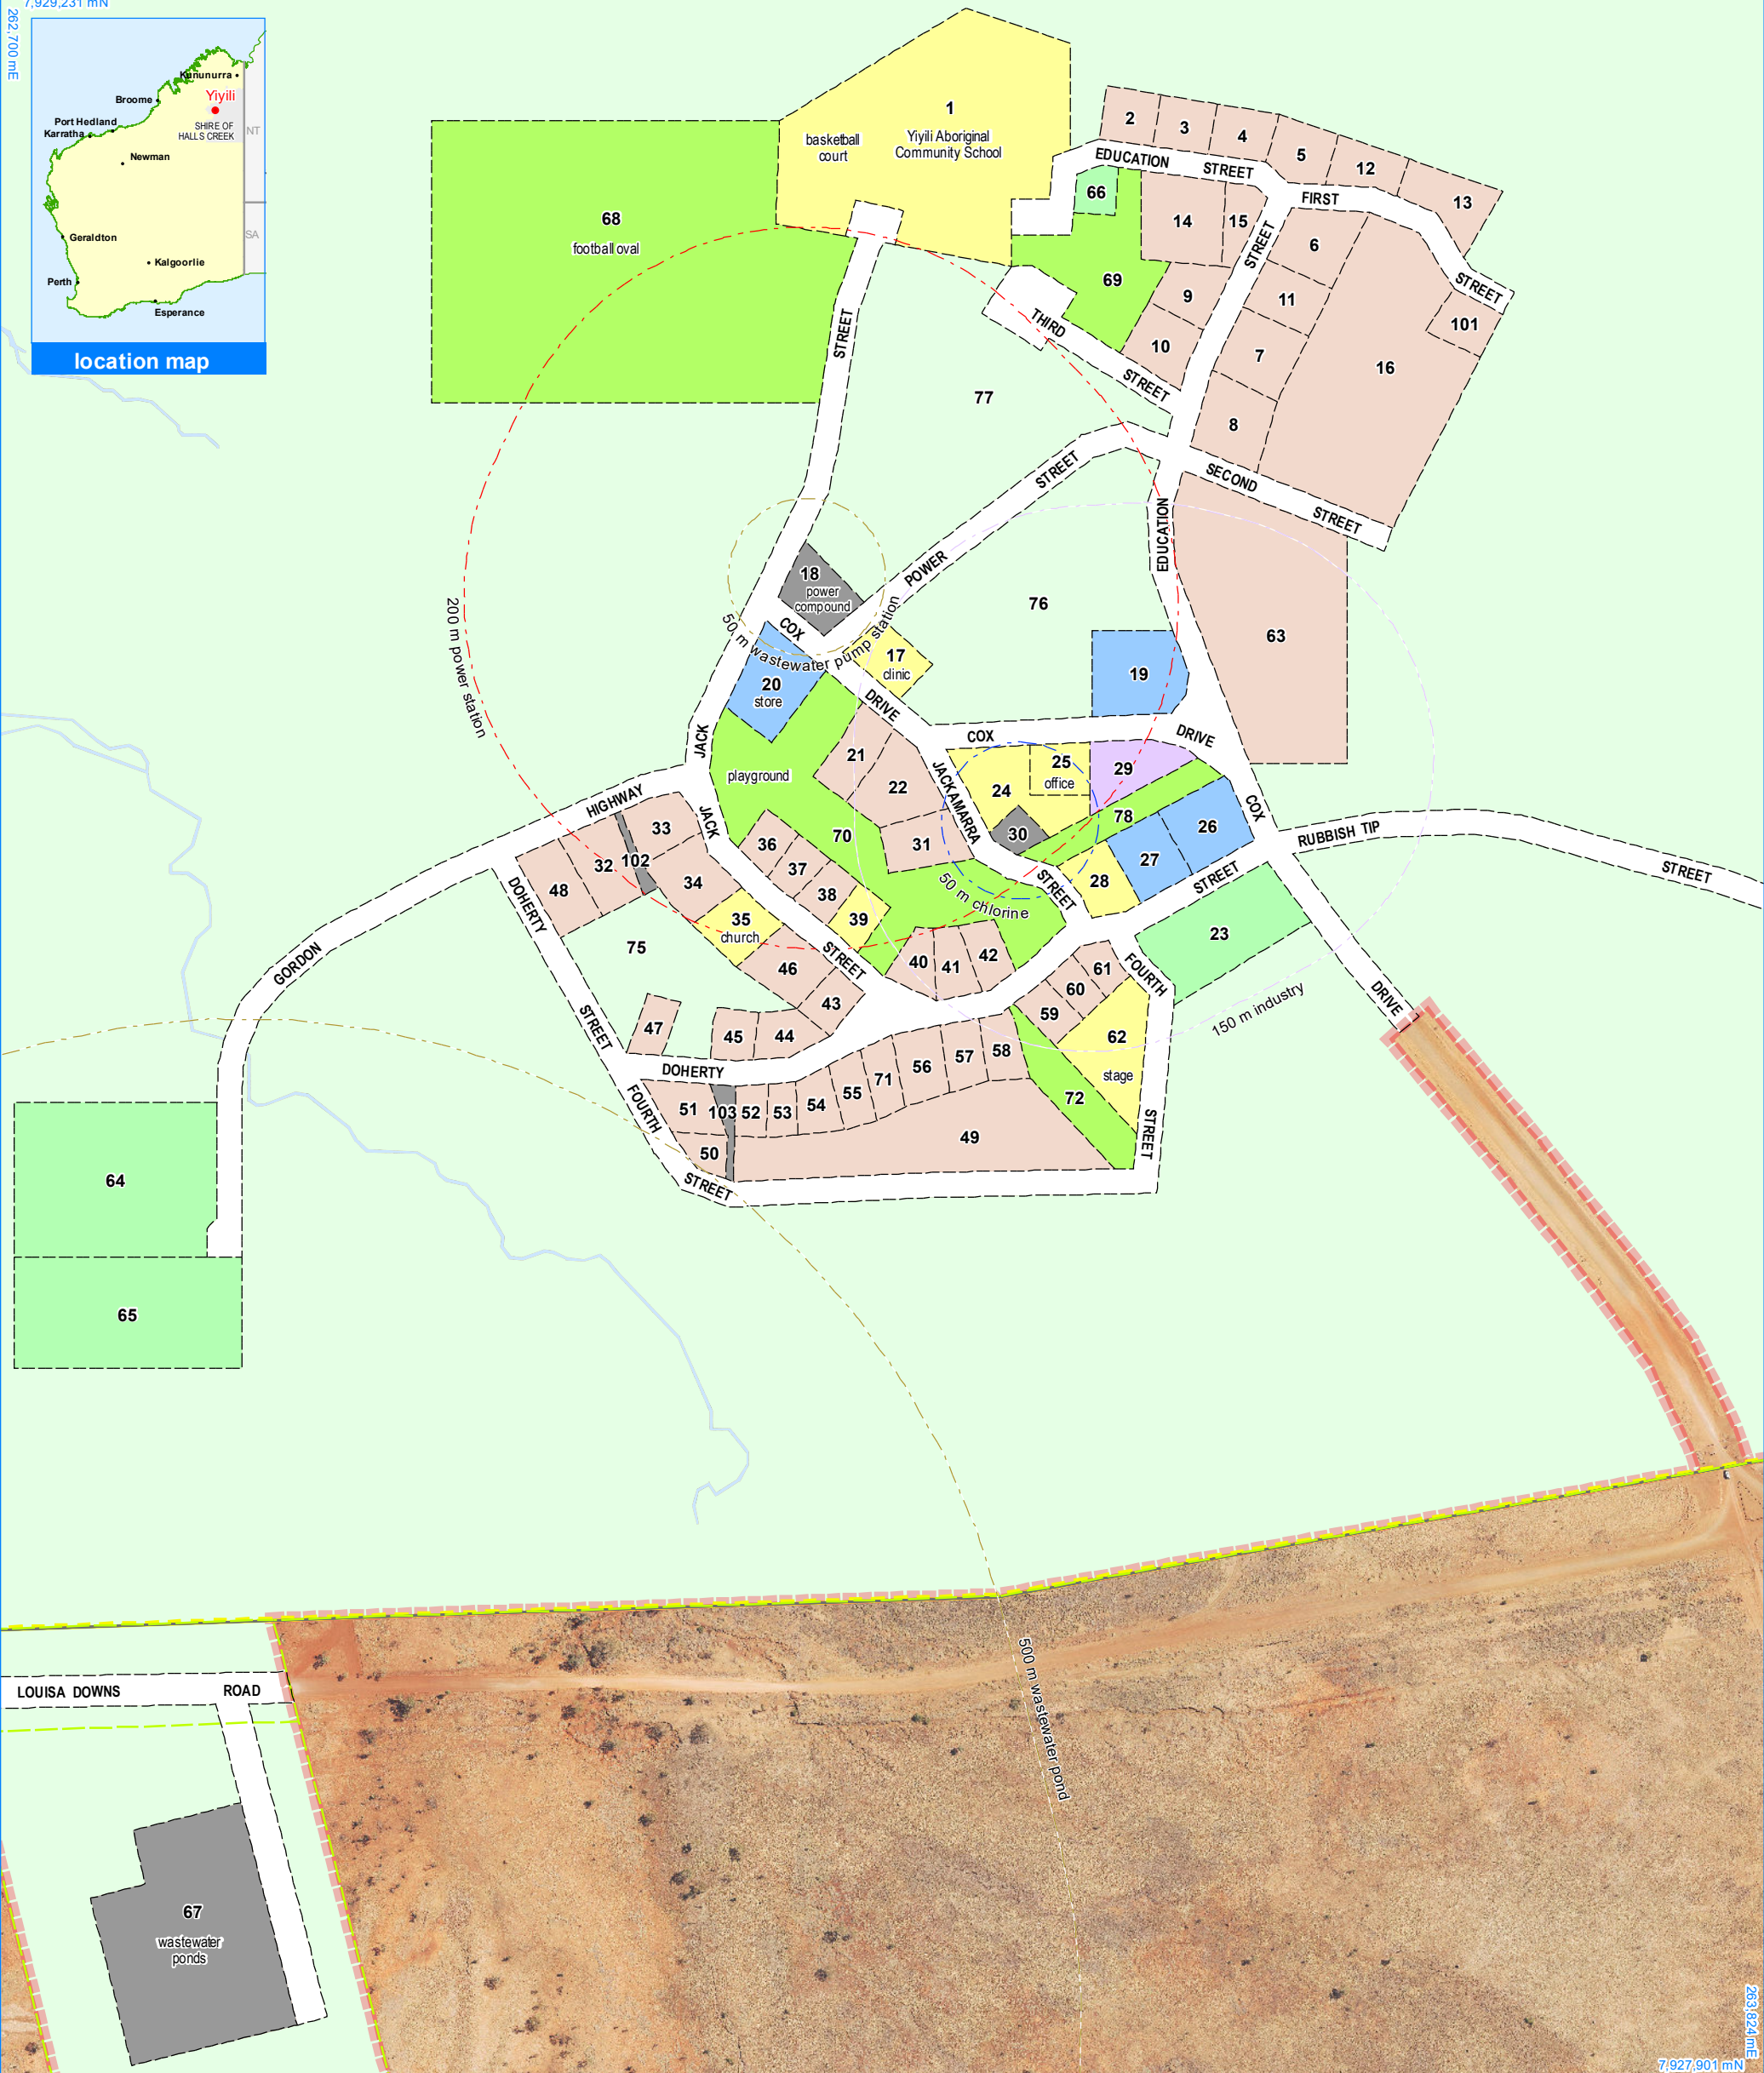 7,929,231 mN
262,700 mE
Kununurra
Yiyili
Broome
SHIRE OF
HALLS CREEK
NT
Port Hedland
Karratha
Newman
SA
Geraldton
Kalgoorlie
Perth
Esperance
location map
1
Yiyili Aboriginal
Community School
basketball
court
68
football oval
2
3
4
5
12
13
EDUCATION STREET
FIRST STREET
66
14
15
6
69
9
11
10
7
16
101
8
STREET
THIRD STREET
77
STREET
SECOND STREET
POWER STREET
EDUCATION
76
63
18
power
compound
COX DRIVE
50 m wastewater pump station
200 m power station
17
clinic
19
20
store
JACK
COX DRIVE
21
22
playground
24
25
office
29
JACKAMARRA STREET
30
78
26
27
28
31
70
COX DRIVE
RUBBISH TIP STREET
STREET
GORDON HIGHWAY
JACK STREET
33
32
102
34
48
36
37
38
39
35
church
50 m chlorine
23
DOHERTY STREET
75
46
43
40
41
42
61
60
59
FOURTH STREET
62
stage
150 m industry
47
45
44
DOHERTY
51
103
52
53
54
55
71
56
57
58
72
49
50
FOURTH STREET
64
65
LOUISA DOWNS ROAD
500 m wastewater pond
67
wastewater
ponds
263,824 mE
7,927,901 mN